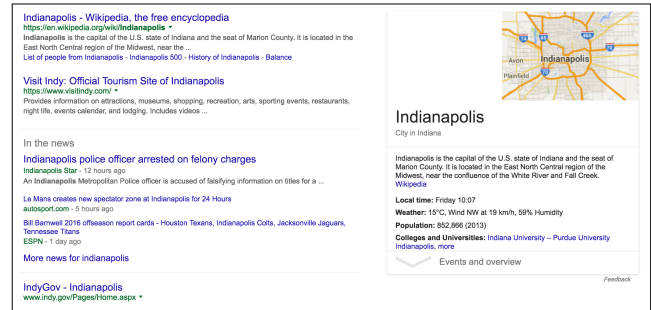 Indianapolis - Wikipedia, the free encyclopedia
https://en.wikipedia.org/wiki/Indianapolis
Indianapolis is the capital of the U.S. state of Indiana and the seat of Marion County. It is located in the
East North Central region of the Midwest, near the ...
List of people from Indianapolis - Indianapolis 500 - History of Indianapolis - Balance
Visit Indy: Official Tourism Site of Indianapolis
https://www.visitindy.com/
Provides information on attractions, museums, shopping, recreation, arts, sporting events, restaurants,
night life, events calendar, and lodging. Includes videos ...
In the news
Indianapolis police officer arrested on felony charges
Indianapolis Star - 12 hours ago
An Indianapolis Metropolitan Police officer is accused of falsifying information on titles for a ...
Le Mans creates new spectator zone at Indianapolis for 24 Hours
autosport.com - 5 hours ago
Bill Barnwell 2016 offseason report cards - Houston Texans, Indianapolis Colts, Jacksonville Jaguars,
Tennessee Titans
ESPN - 1 day ago
More news for indianapolis
IndyGov - Indianapolis
www.indy.gov/Pages/Home.aspx
74
65
465
Avon
Indianapolis
Plainfield
70
Indianapolis
City in Indiana
Indianapolis is the capital of the U.S. state of Indiana and the seat of
Marion County. It is located in the East North Central region of the
Midwest, near the confluence of the White River and Fall Creek.
Wikipedia
Local time: Friday 10:07
Weather: 15°C, Wind NW at 19 km/h, 59% Humidity
Population: 852,866 (2013)
Colleges and Universities: Indiana University – Purdue University
Indianapolis, more
Events and overview
Feedback